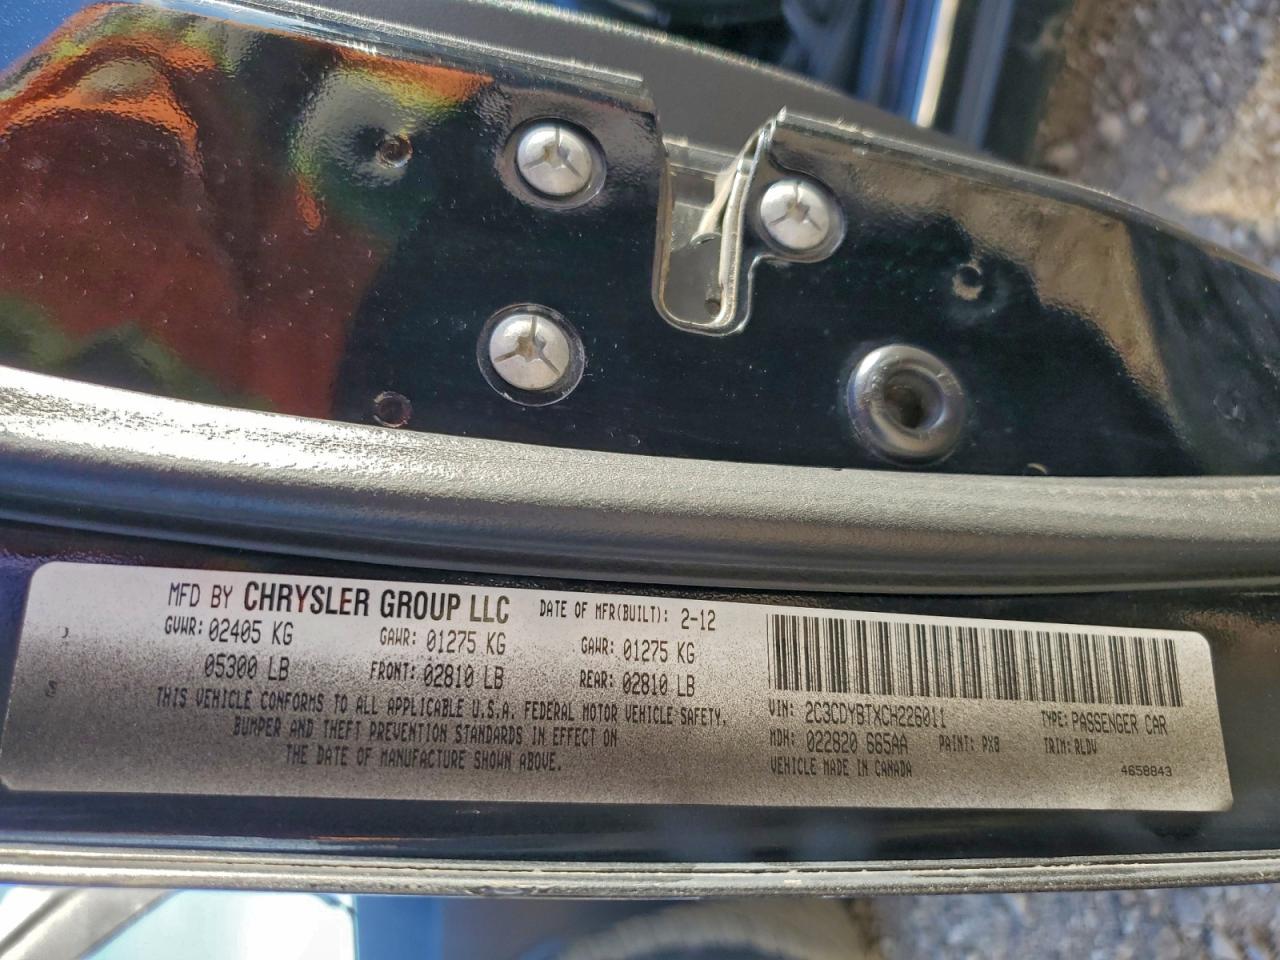 MFD BY CHRYSLER GROUP LLC DATE OF MFR(BUILT): 2-12
GVWR: 02405 KG GAWR: 01275 KG GAWR: 01275 KG
05300 LB FRONT: 02810 LB REAR: 02810 LB
THIS VEHICLE CONFORMS TO ALL APPLICABLE U.S.A. FEDERAL MOTOR VEHICLE SAFETY,
BUMPER AND THEFT PREVENTION STANDARDS IN EFFECT ON
THE DATE OF MANUFACTURE SHOWN ABOVE.
VIN: 2C3CDYBTXCH226011 TYPE: PASSENGER CAR
MDH: 022820 665AA PAINT: PX8 TRIM: RLDV
VEHICLE MADE IN CANADA 4658843